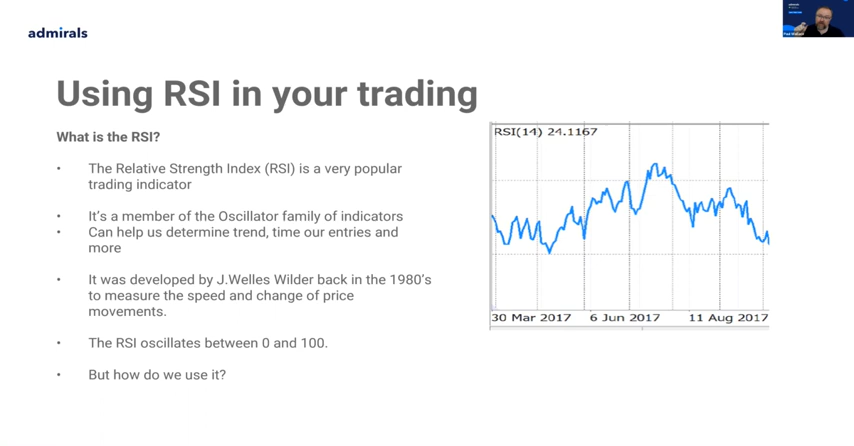 admirals
Using RSI in your trading
What is the RSI?
• The Relative Strength Index (RSI) is a very popular
trading indicator
• It's a member of the Oscillator family of indicators
• Can help us determine trend, time our entries and
more
• It was developed by J.Welles Wilder back in the 1980's
to measure the speed and change of price
movements.
• The RSI oscillates between 0 and 100.
• But how do we use it?
RSI(14) 24.1167
30 Mar 2017 6 Jun 2017 11 Aug 2017
admirals